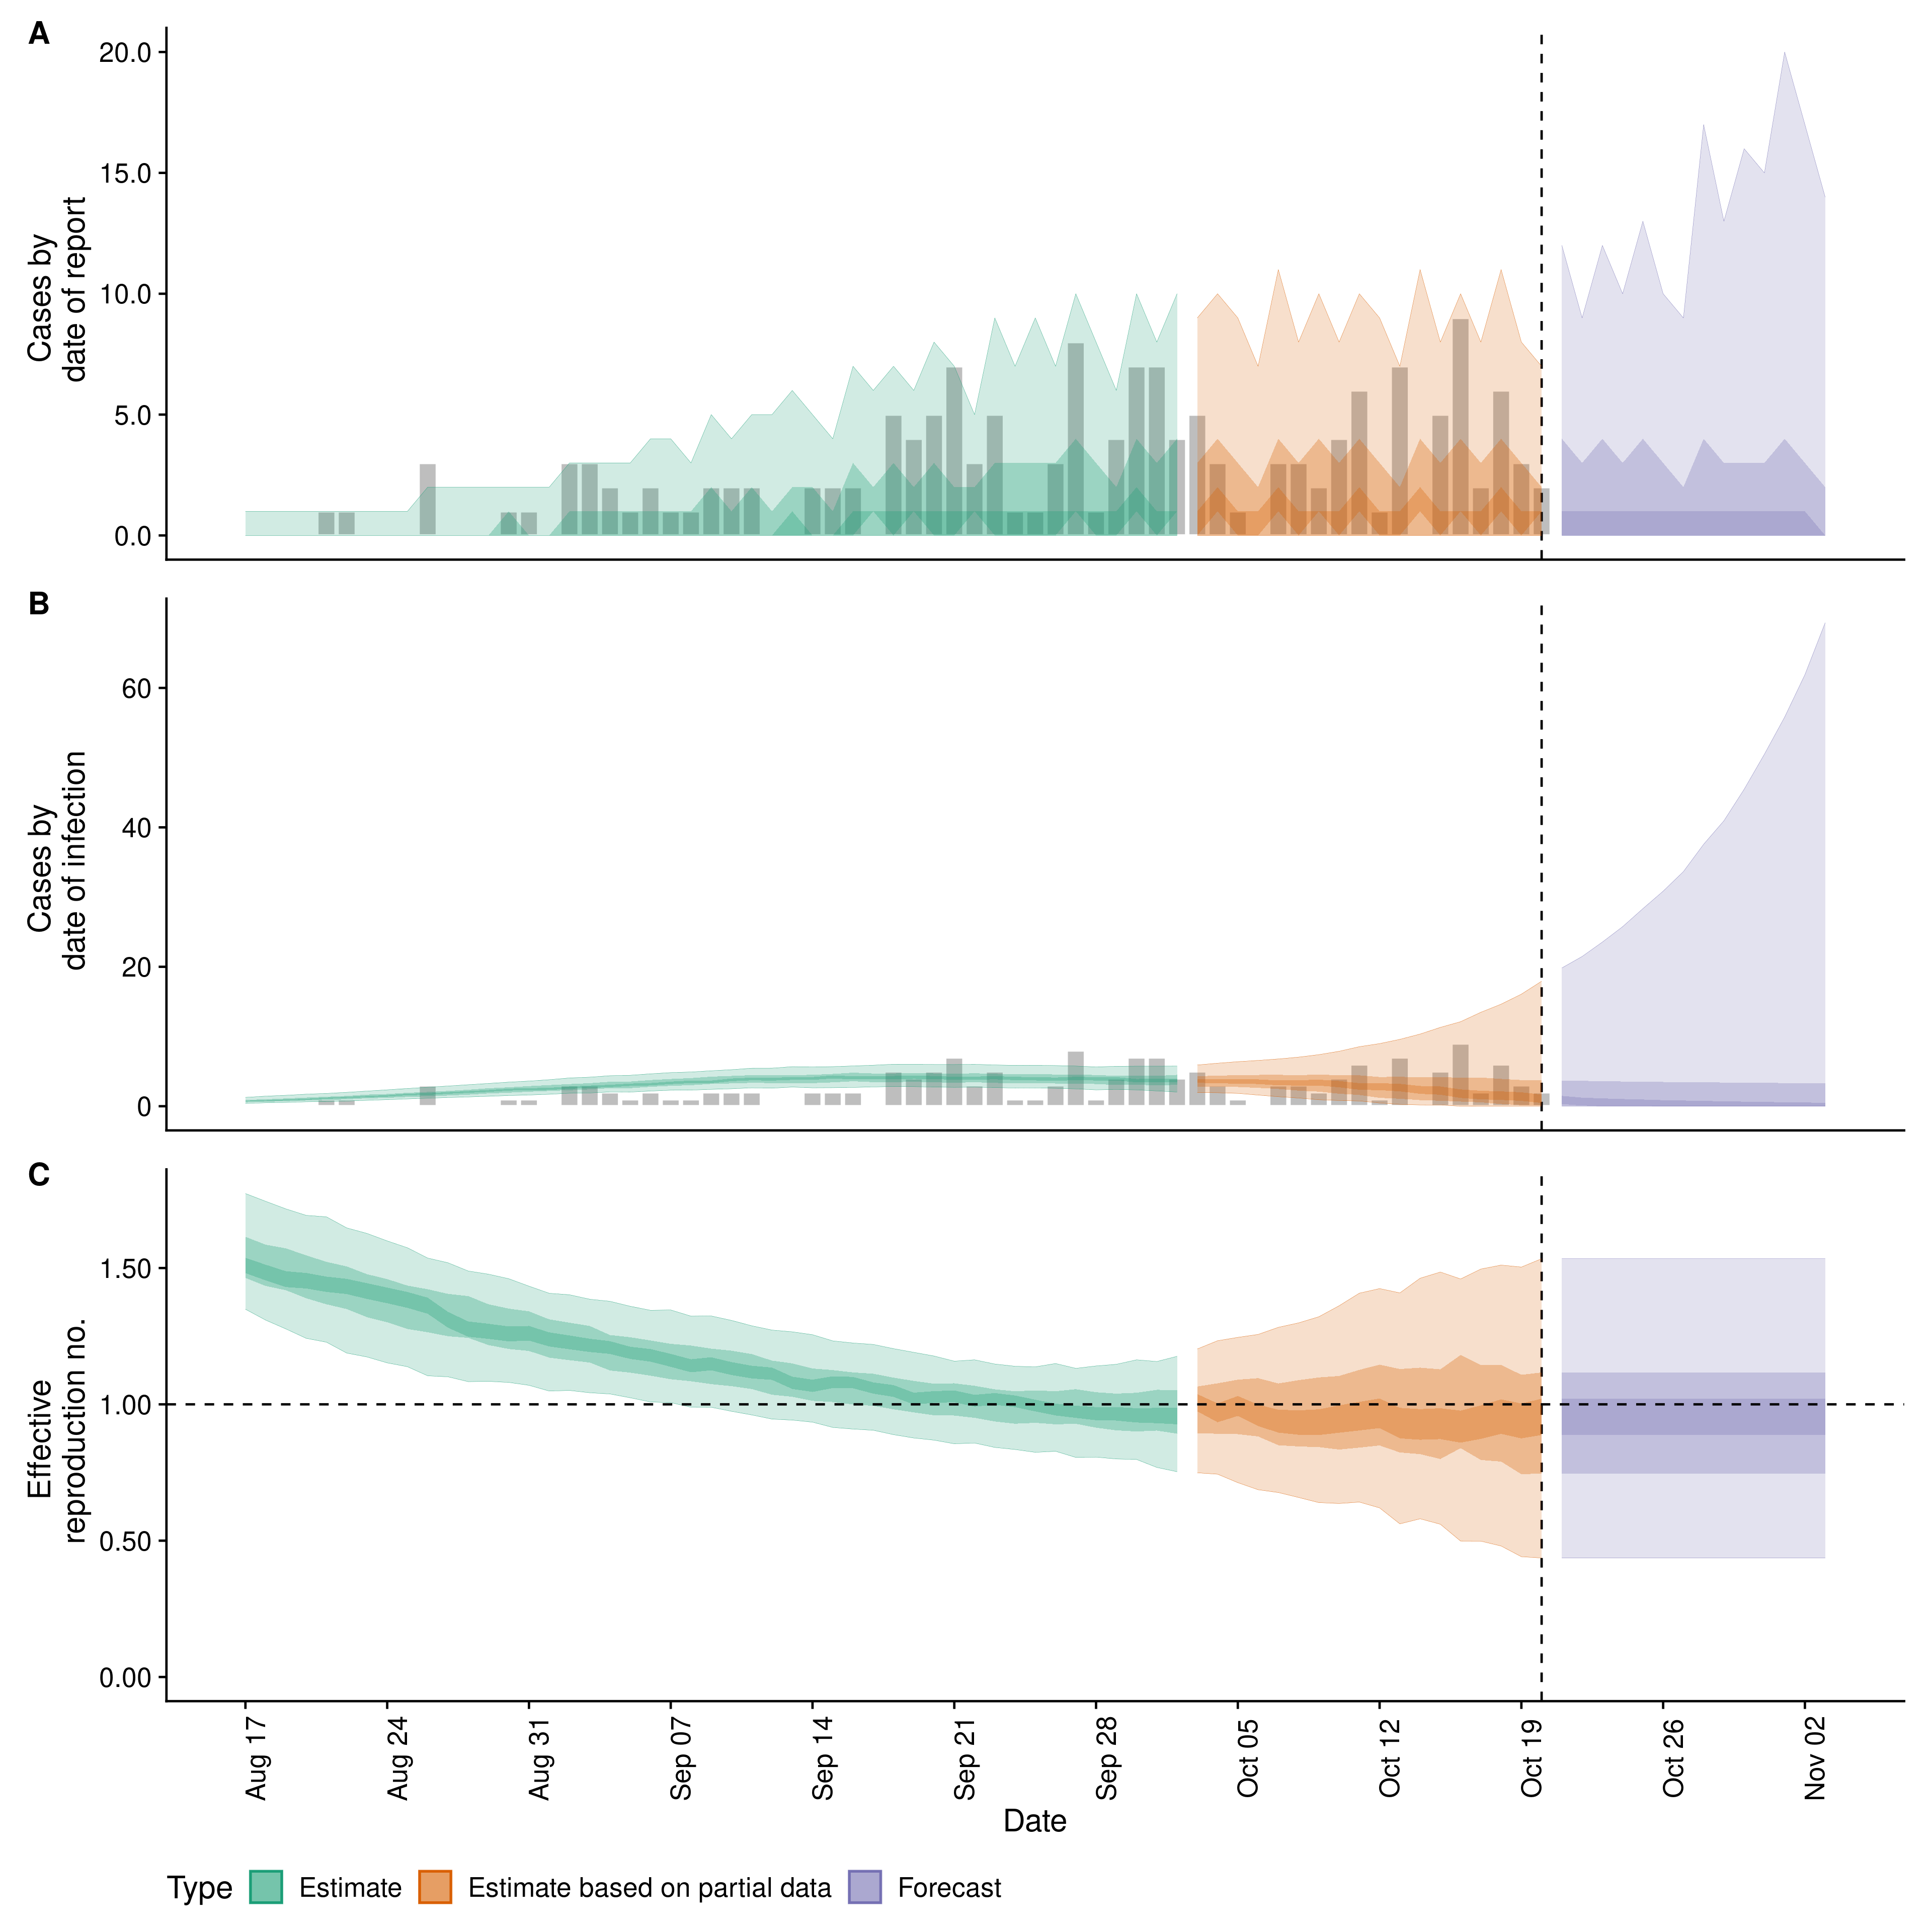 A
20.0
15.0
10.0
5.0
0.0
Cases by
date of report
B
60
40
20
0
Cases by
date of infection
C
1.50
1.00
0.50
0.00
Effective
reproduction no.
Aug 17
Aug 24
Aug 31
Sep 07
Sep 14
Sep 21
Sep 28
Oct 05
Oct 12
Oct 19
Oct 26
Nov 02
Date
Type Estimate Estimate based on partial data Forecast